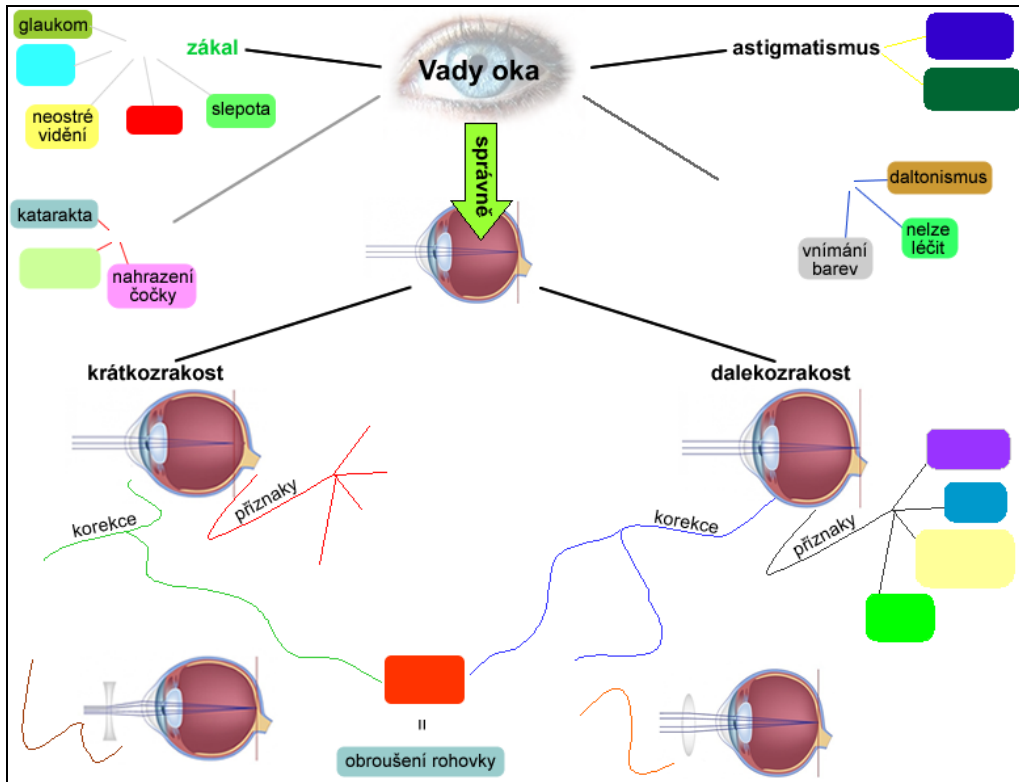 glaukom
zákal
Vady oka
astigmatismus
neostré
vidění
slepota
správně
daltonismus
katarakta
nelze
léčit
vnímání
barev
nahrazení
čočky
krátkozrakost
dalekozrakost
příznaky
korekce
korekce
příznaky
=
obroušení rohovky